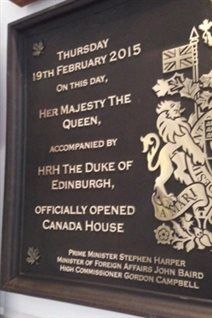 THURSDAY
19TH FEBRUARY 2015
ON THIS DAY,
HER MAJESTY THE
QUEEN,
ACCOMPANIED BY
HRH THE DUKE OF
EDINBURGH,
OFFICIALLY OPENED
CANADA HOUSE
PRIME MINISTER STEPHEN HARPER
MINISTER OF FOREIGN AFFAIRS JOHN BAIRD
HIGH COMMISSIONER GORDON CAMPBELL